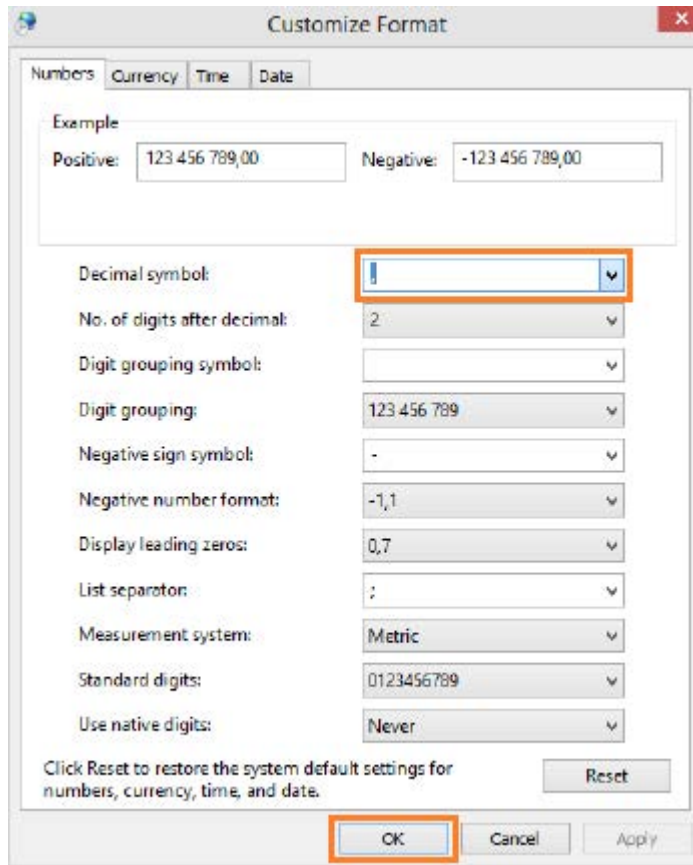 Customize Format
Numbers Currency Time Date
Example
Positive: 123 456 789,00 Negative: -123 456 789,00
Decimal symbol: ,
No. of digits after decimal: 2
Digit grouping symbol:
Digit grouping: 123 456 789
Negative sign symbol: -
Negative number format: -1,1
Display leading zeros: 0,7
List separator: ;
Measurement system: Metric
Standard digits: 0123456789
Use native digits: Never
Click Reset to restore the system default settings for
numbers, currency, time, and date.
Reset
OK Cancel Apply